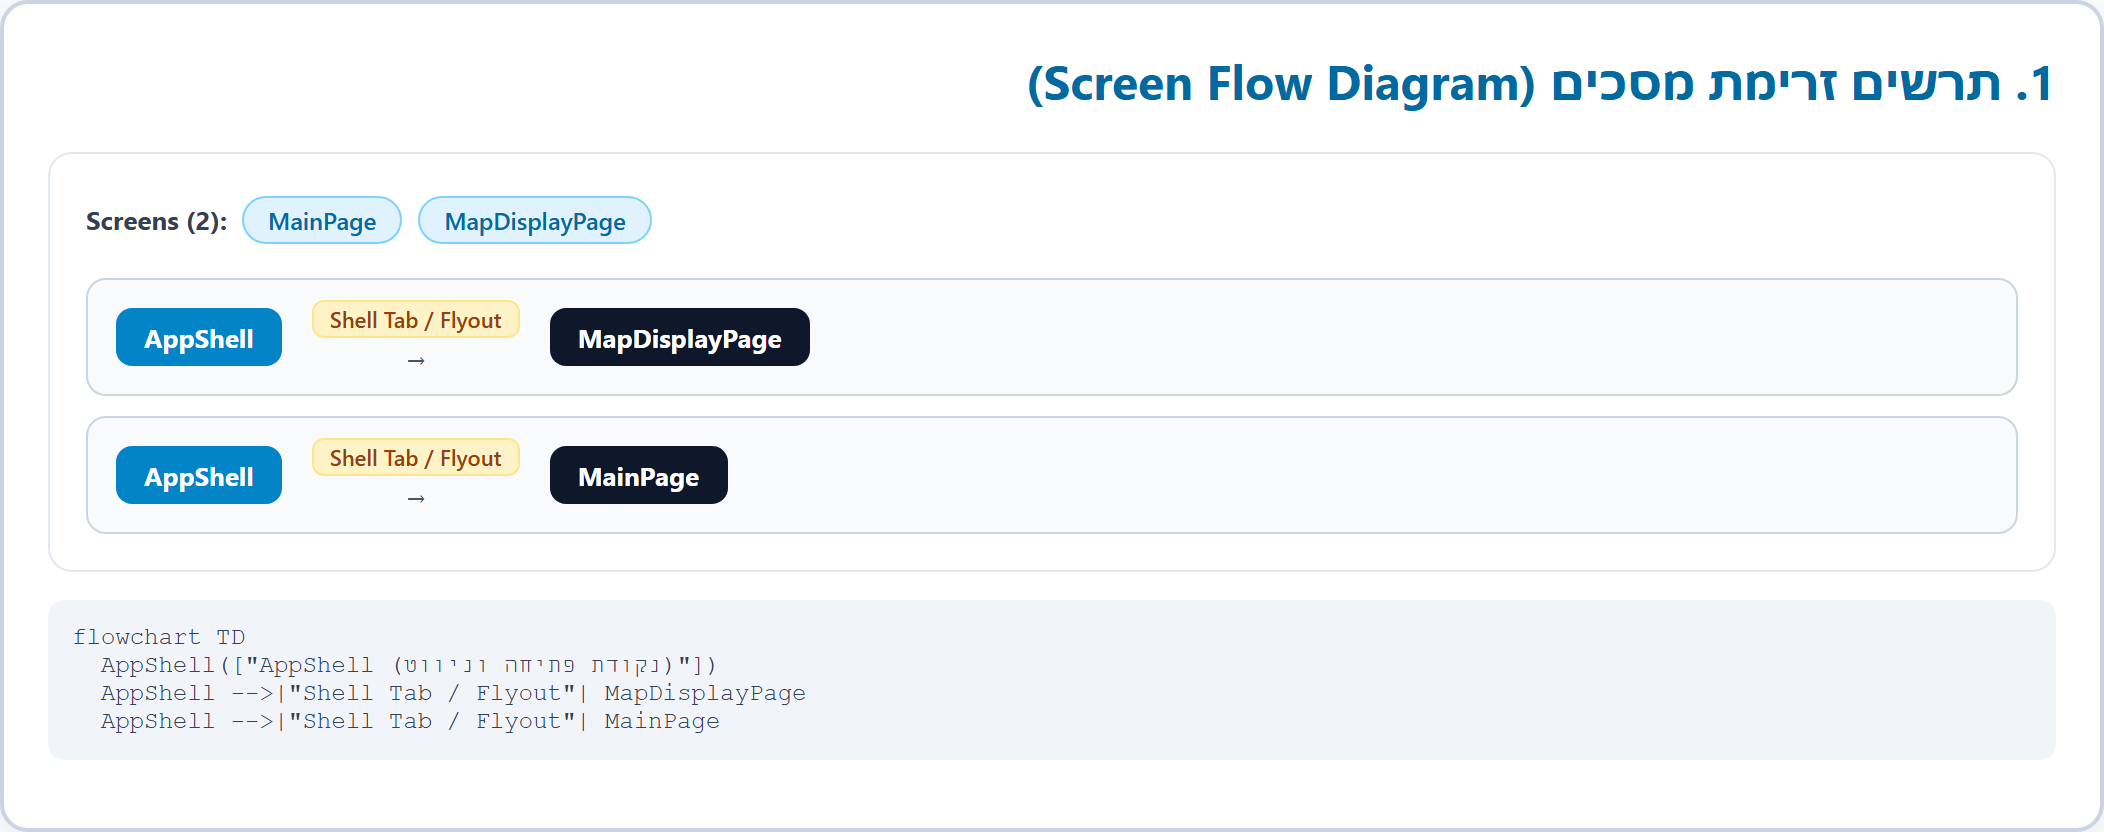 1. תרשים זרימת מסכים (Screen Flow Diagram)
Screens (2): MainPage MapDisplayPage
AppShell Shell Tab / Flyout → MapDisplayPage
AppShell Shell Tab / Flyout → MainPage
flowchart TD
  AppShell(["AppShell (נקודת פתיחה וניווט)"])
  AppShell -->|"Shell Tab / Flyout"| MapDisplayPage
  AppShell -->|"Shell Tab / Flyout"| MainPage